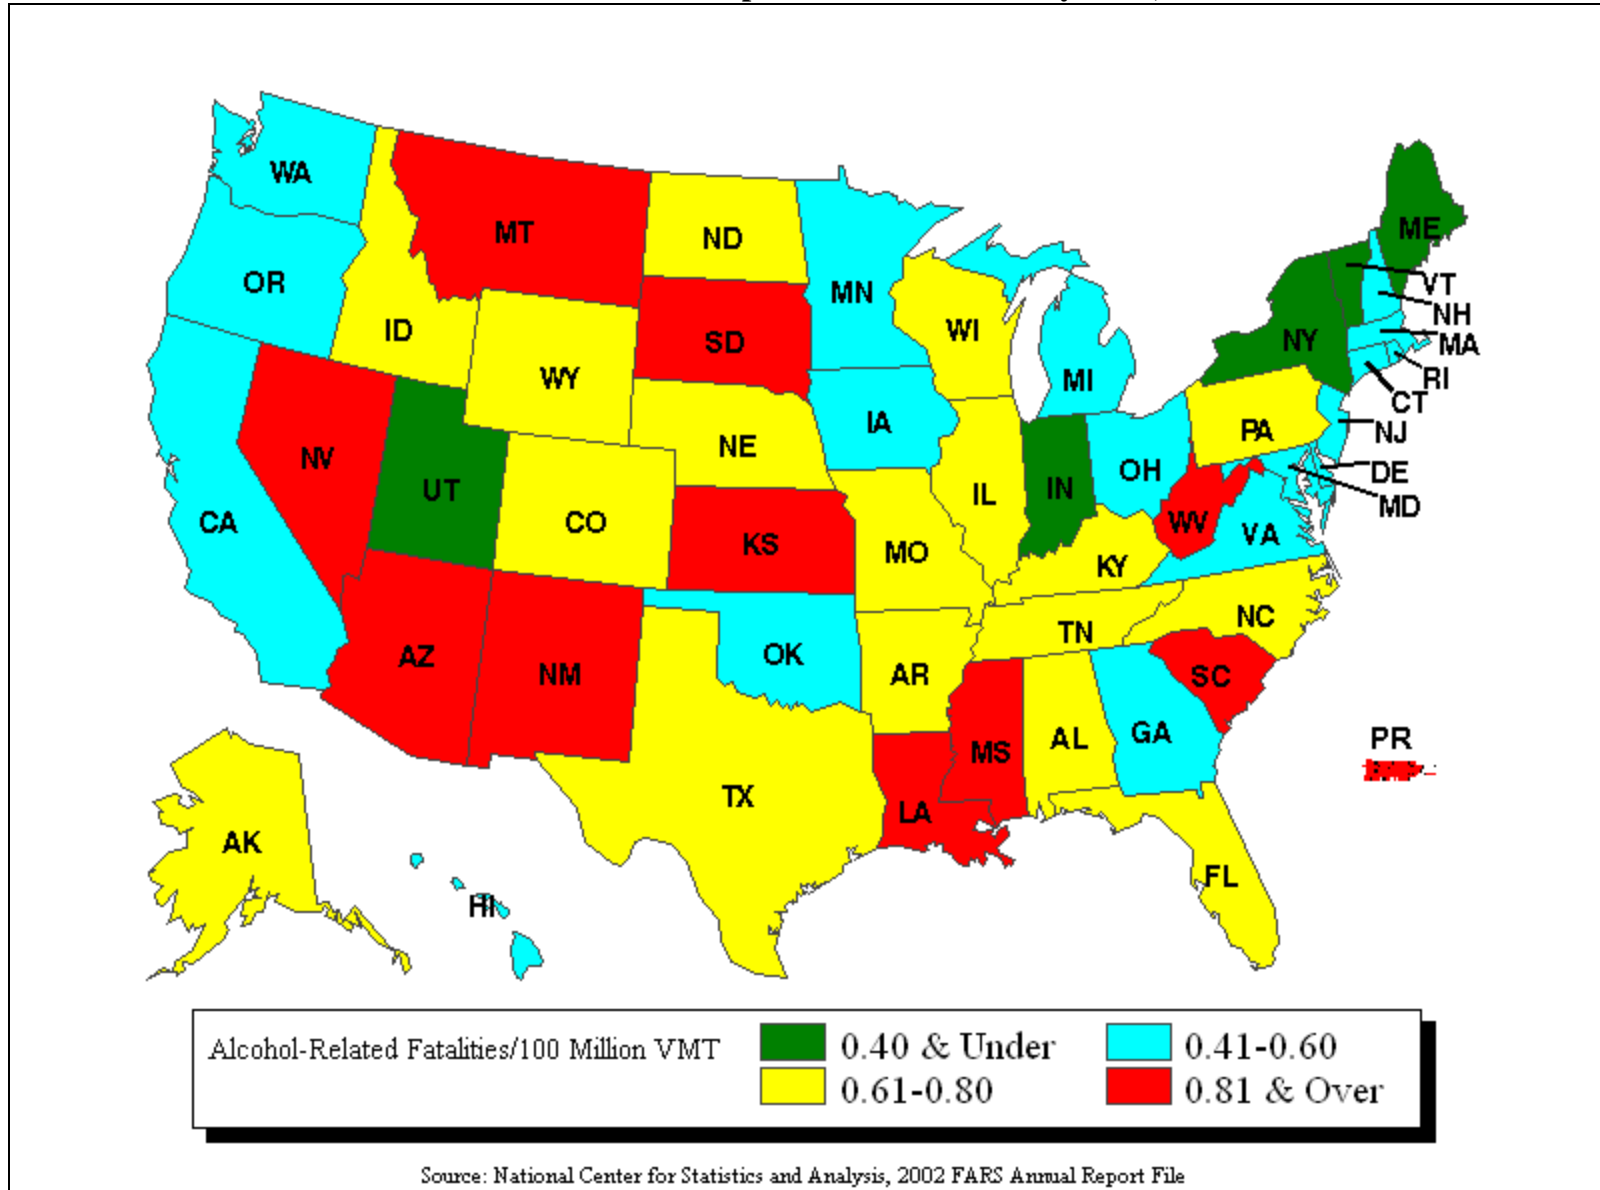 WA
MT
ND
MN
OR
ID
SD
WI
WY
MI
ME
VT
NH
NY
MA
RI
CT
IA
NE
PA
NJ
NV
UT
CO
IL
IN
OH
DE
MD
CA
KS
MO
KY
WV
VA
AZ
NM
OK
AR
TN
NC
SC
TX
LA
MS
AL
GA
PR
AK
HI
FL
Alcohol-Related Fatalities/100 Million VMT
0.40 & Under
0.41-0.60
0.61-0.80
0.81 & Over
Source: National Center for Statistics and Analysis, 2002 FARS Annual Report File